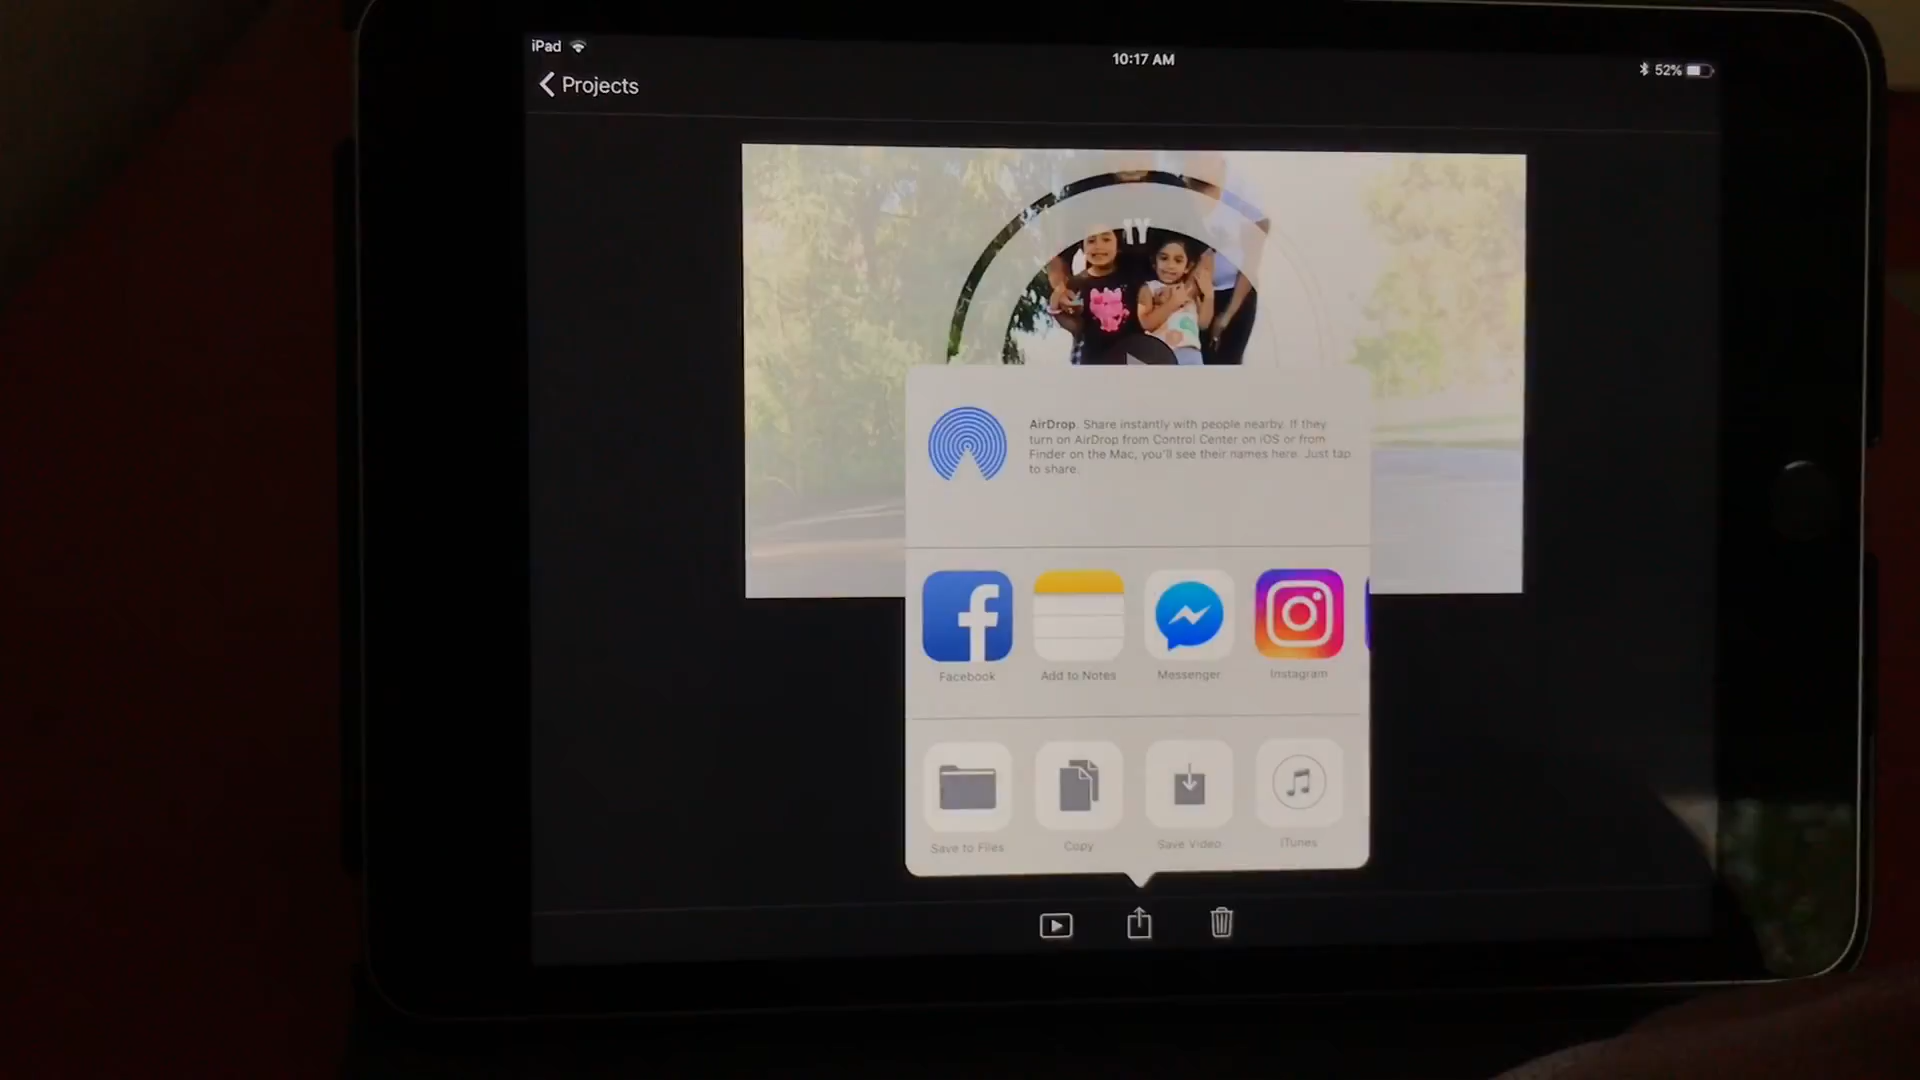 iPad
10:17 AM
52%
Projects
IY
AirDrop. Share instantly with people nearby. If they
turn on AirDrop from Control Center on iOS or from
Finder on the Mac, you'll see their names here. Just tap
to share.
Facebook
Add to Notes
Messenger
Instagram
Save to Files
Copy
Save Video
iTunes